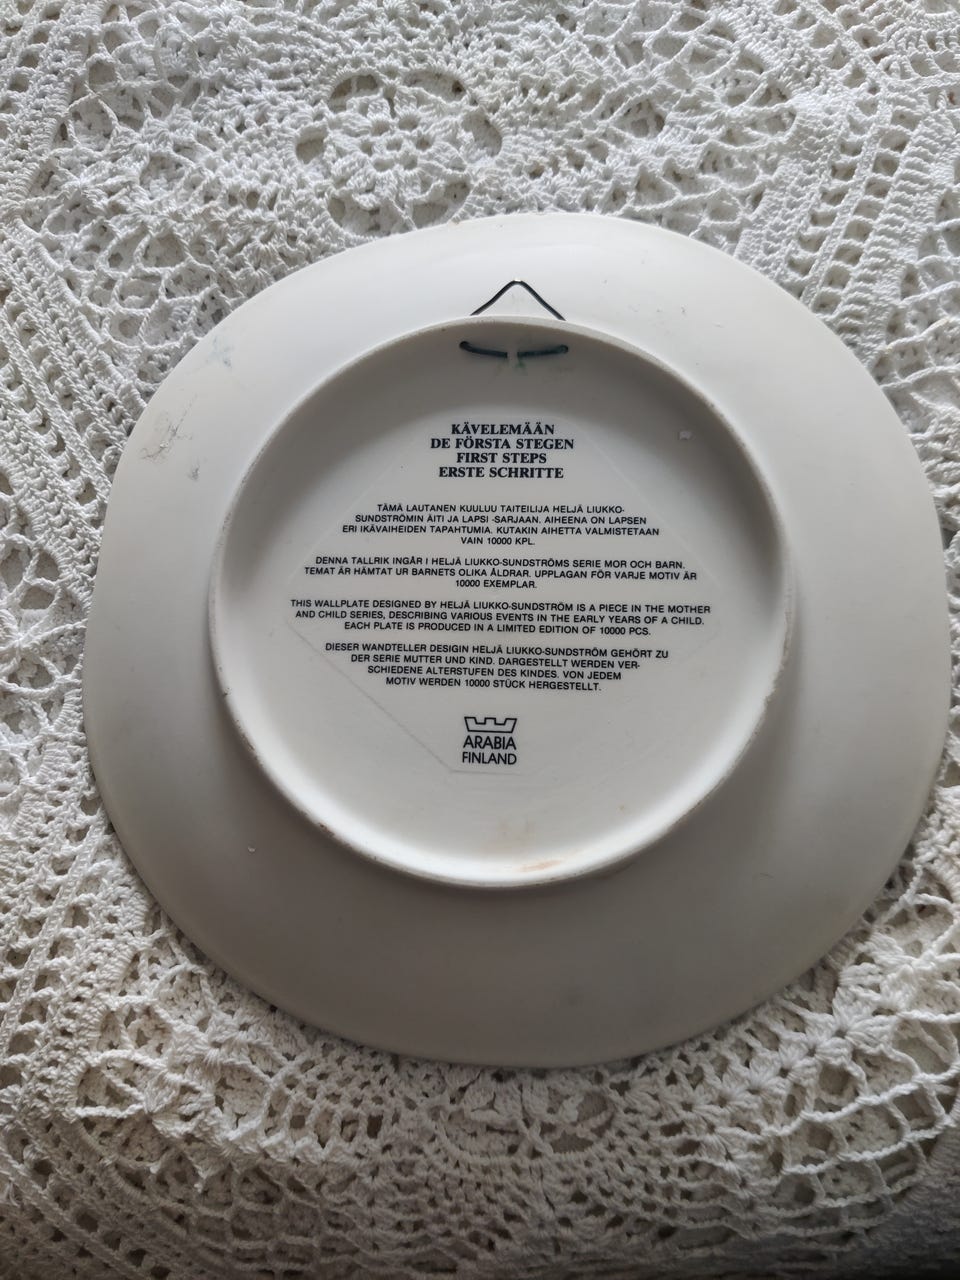 KÄVELEMÄÄN
DE FÖRSTA STEGEN
FIRST STEPS
ERSTE SCHRITTE
TÄMÄ LAUTANEN KUULUU TAITEILIJA HELJÄ LIUKKO-
SUNDSTRÖMIN ÄITI JA LAPSI -SARJAAN. AIHEENA ON LAPSEN
ERI IKÄVAIHEIDEN TAPAHTUMIA. KUTAKIN AIHETTA VALMISTETAAN
VAIN 10000 KPL.
DENNA TALLRIK INGÅR I HELJÄ LIUKKO-SUNDSTRÖMS SERIE MOR OCH BARN.
TEMAT ÄR HÄMTAT UR BARNETS OLIKA ÅLDRAR. UPPLAGAN FÖR VARJE MOTIV ÄR
10000 EXEMPLAR.
THIS WALLPLATE DESIGNED BY HELJÄ LIUKKO-SUNDSTRÖM IS A PIECE IN THE MOTHER
AND CHILD SERIES, DESCRIBING VARIOUS EVENTS IN THE EARLY YEARS OF A CHILD.
EACH PLATE IS PRODUCED IN A LIMITED EDITION OF 10000 PCS.
DIESER WANDTELLER DESIGIN HELJÄ LIUKKO-SUNDSTRÖM GEHÖRT ZU
DER SERIE MUTTER UND KIND. DARGESTELLT WERDEN VER-
SCHIEDENE ALTERSTUFEN DES KINDES. VON JEDEM
MOTIV WERDEN 10000 STÜCK HERGESTELLT.
ARABIA
FINLAND